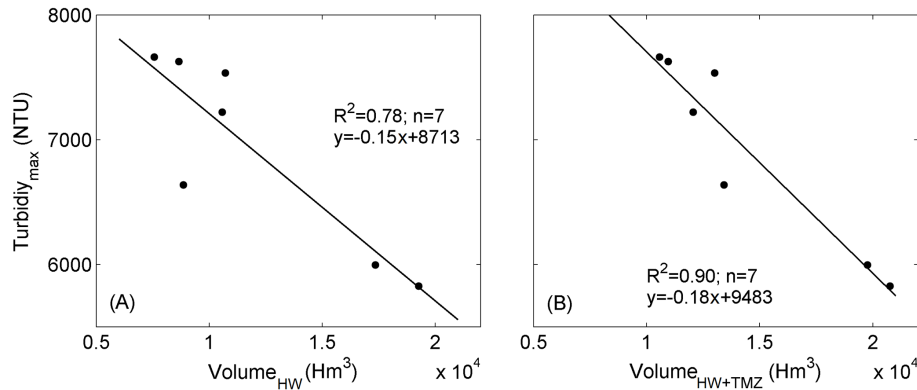 8000
7000
6000
Turbidiy_max (NTU)
R²=0.78; n=7
y=-0.15x+8713
(A)
0.5 1 1.5 2
x 10⁴
Volume_HW (Hm³)
R²=0.90; n=7
y=-0.18x+9483
(B)
0.5 1 1.5 2
x 10⁴
Volume_HW+TMZ (Hm³)